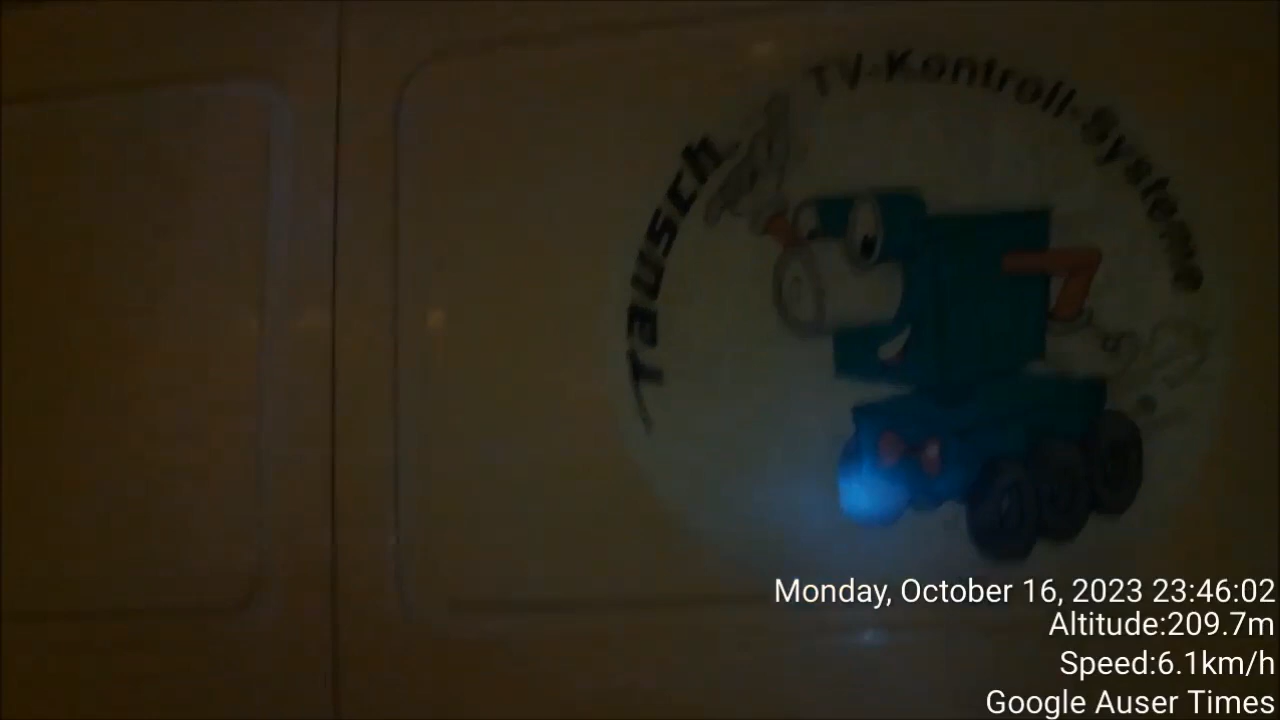 Tausch
TV-Kontroll-Systeme
Monday, October 16, 2023 23:46:02
Altitude:209.7m
Speed:6.1km/h
Google Auser Times